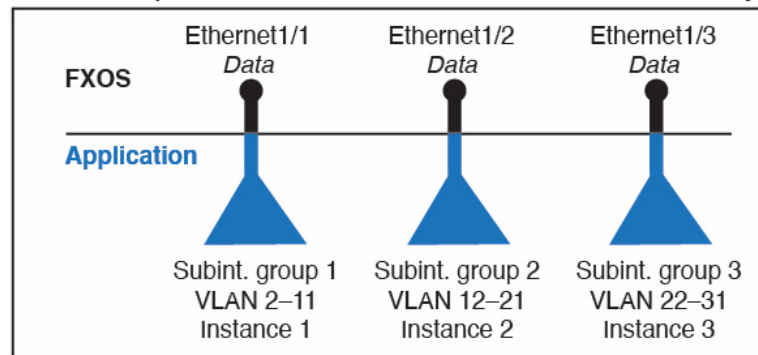 Ethernet1/1 Ethernet1/2 Ethernet1/3
Data Data Data
FXOS
Application
Subint. group 1 Subint. group 2 Subint. group 3
VLAN 2–11 VLAN 12–21 VLAN 22–31
Instance 1 Instance 2 Instance 3